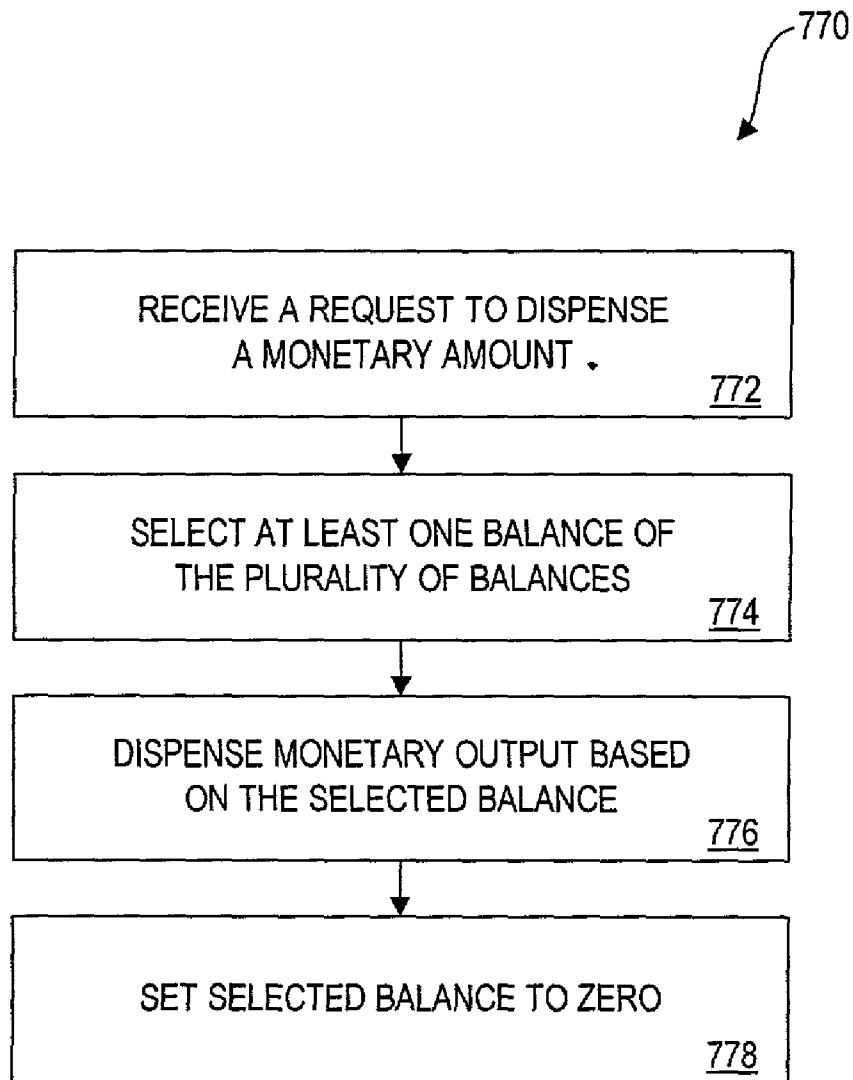 770
RECEIVE A REQUEST TO DISPENSE
A MONETARY AMOUNT .
772
SELECT AT LEAST ONE BALANCE OF
THE PLURALITY OF BALANCES
774
DISPENSE MONETARY OUTPUT BASED
ON THE SELECTED BALANCE
776
SET SELECTED BALANCE TO ZERO
778